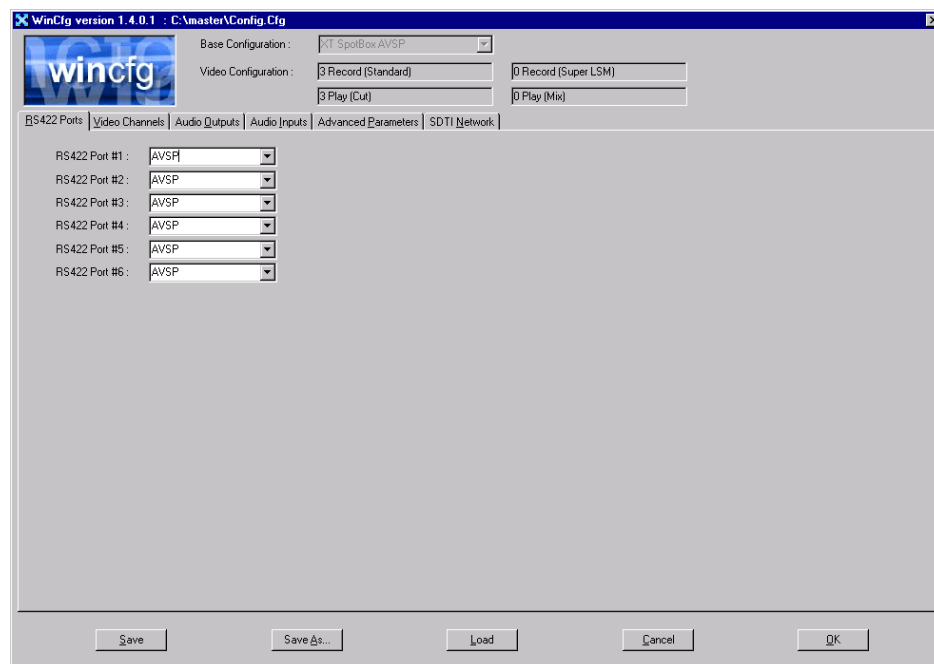 WinCfg version 1.4.0.1 : C:\master\Config.Cfg
wincfg
Base Configuration : XT SpotBox AVSP
Video Configuration : 3 Record (Standard) 0 Record (Super LSM)
3 Play (Cut) 0 Play (Mix)
RS422 Ports Video Channels Audio Outputs Audio Inputs Advanced Parameters SDTI Network
RS422 Port #1 : AVSP
RS422 Port #2 : AVSP
RS422 Port #3 : AVSP
RS422 Port #4 : AVSP
RS422 Port #5 : AVSP
RS422 Port #6 : AVSP
Save Save As... Load Cancel OK